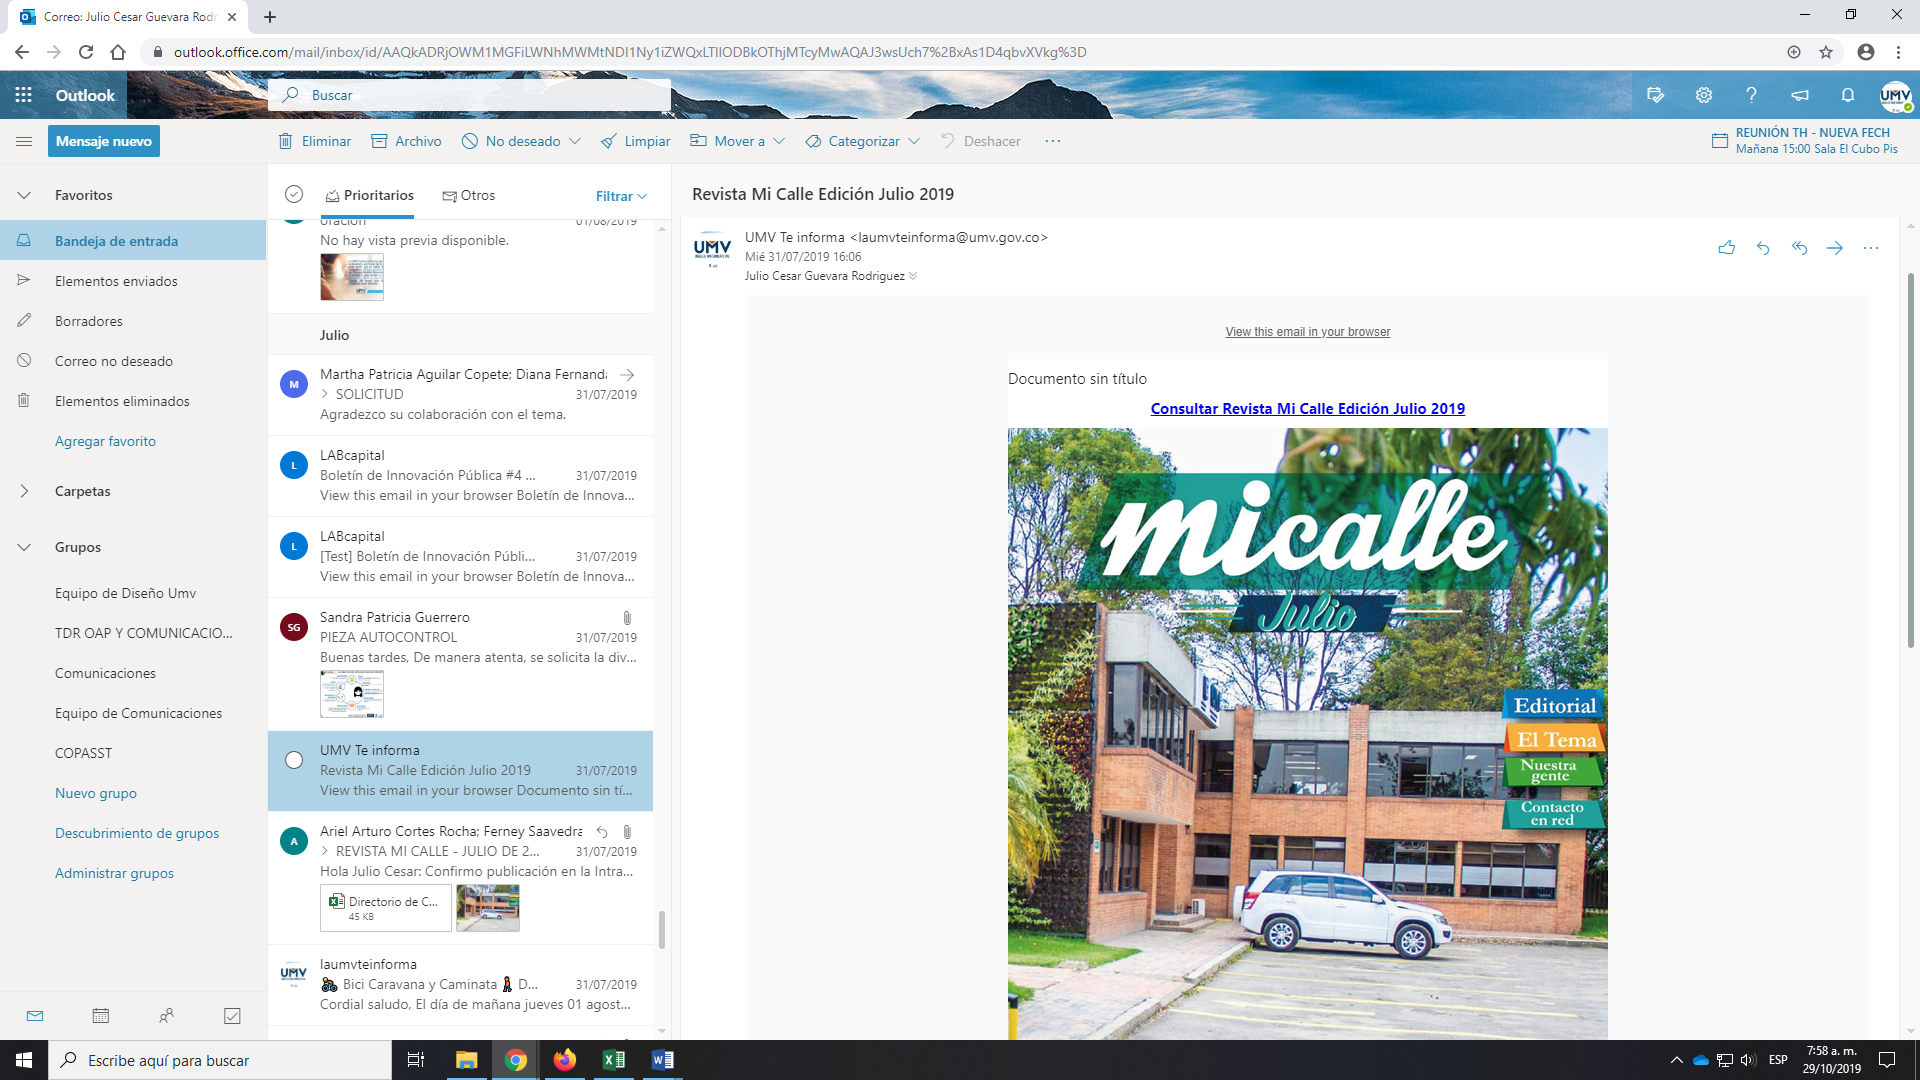 Correo: Julio Cesar Guevara Rodr
outlook.office.com/mail/inbox/id/AAQkADRjOWM1MGFiLWNhMWMtNDI1Ny1iZWQxLTllODBkOThjMTcyMwAQAJ3wsUch7%2BxAs1D4qbvXVkg%3D
Outlook
Buscar
UMV
Mensaje nuevo
Eliminar
Archivo
No deseado
Limpiar
Mover a
Categorizar
Deshacer
REUNIÓN TH - NUEVA FECH
Mañana 15:00 Sala El Cubo Pis
Favoritos
Bandeja de entrada
Elementos enviados
Borradores
Correo no deseado
Elementos eliminados
Agregar favorito
Carpetas
Grupos
Equipo de Diseño Umv
TDR OAP Y COMUNICACIO...
Comunicaciones
Equipo de Comunicaciones
COPASST
Nuevo grupo
Descubrimiento de grupos
Administrar grupos
Prioritarios
Otros
Filtrar
oración 01/08/2019
No hay vista previa disponible.
Julio
M
Martha Patricia Aguilar Copete; Diana Fernand
SOLICITUD 31/07/2019
Agradezco su colaboración con el tema.
L
LABcapital
Boletín de Innovación Pública #4 ... 31/07/2019
View this email in your browser Boletín de Innova...
L
LABcapital
[Test] Boletín de Innovación Públi... 31/07/2019
View this email in your browser Boletín de Innova...
SG
Sandra Patricia Guerrero
PIEZA AUTOCONTROL 31/07/2019
Buenas tardes, De manera atenta, se solicita la div...
UMV Te informa
Revista Mi Calle Edición Julio 2019 31/07/2019
View this email in your browser Documento sin tí...
A
Ariel Arturo Cortes Rocha; Ferney Saavedra
REVISTA MI CALLE - JULIO DE 2... 31/07/2019
Hola Julio Cesar: Confirmo publicación en la Intra...
Directorio de C...
45 KB
UMV
laumvteinforma
Bici Caravana y Caminata D... 31/07/2019
Cordial saludo, El día de mañana jueves 01 agost...
Revista Mi Calle Edición Julio 2019
UMV
UMV Te informa <laumvteinforma@umv.gov.co>
Mié 31/07/2019 16:06
Julio Cesar Guevara Rodriguez
View this email in your browser
Documento sin título
Consultar Revista Mi Calle Edición Julio 2019
micalle
Julio
Editorial
El Tema
Nuestra
gente
Contacto
en red
Escribe aquí para buscar
ESP
7:58 a. m.
29/10/2019